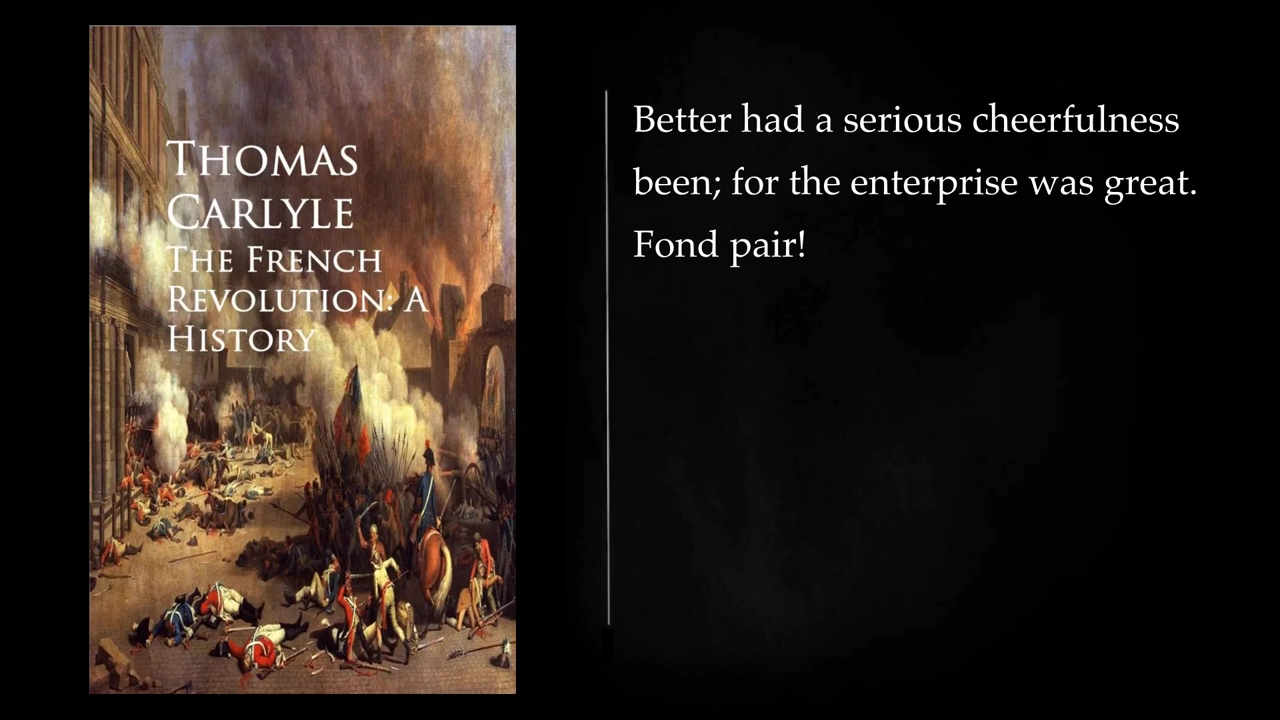 THOMAS
CARLYLE
THE FRENCH
REVOLUTION: A
HISTORY
Better had a serious cheerfulness
been; for the enterprise was great.
Fond pair!